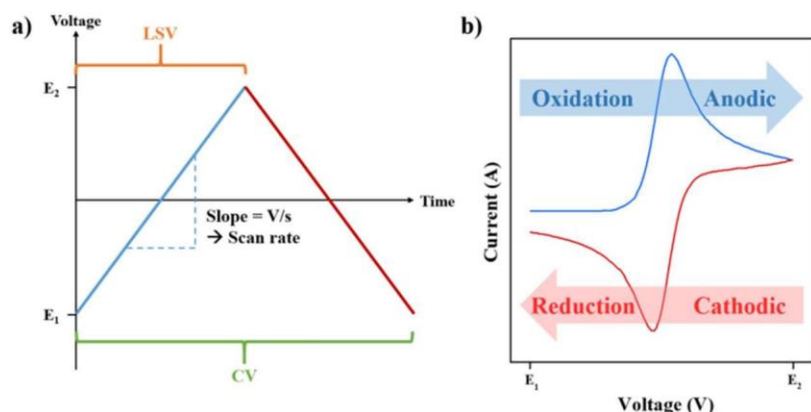 a)
Voltage
LSV
E₂
Time
Slope = V/s
→ Scan rate
E₁
CV
b)
Oxidation Anodic
Current (A)
Reduction Cathodic
E₁ E₂
Voltage (V)